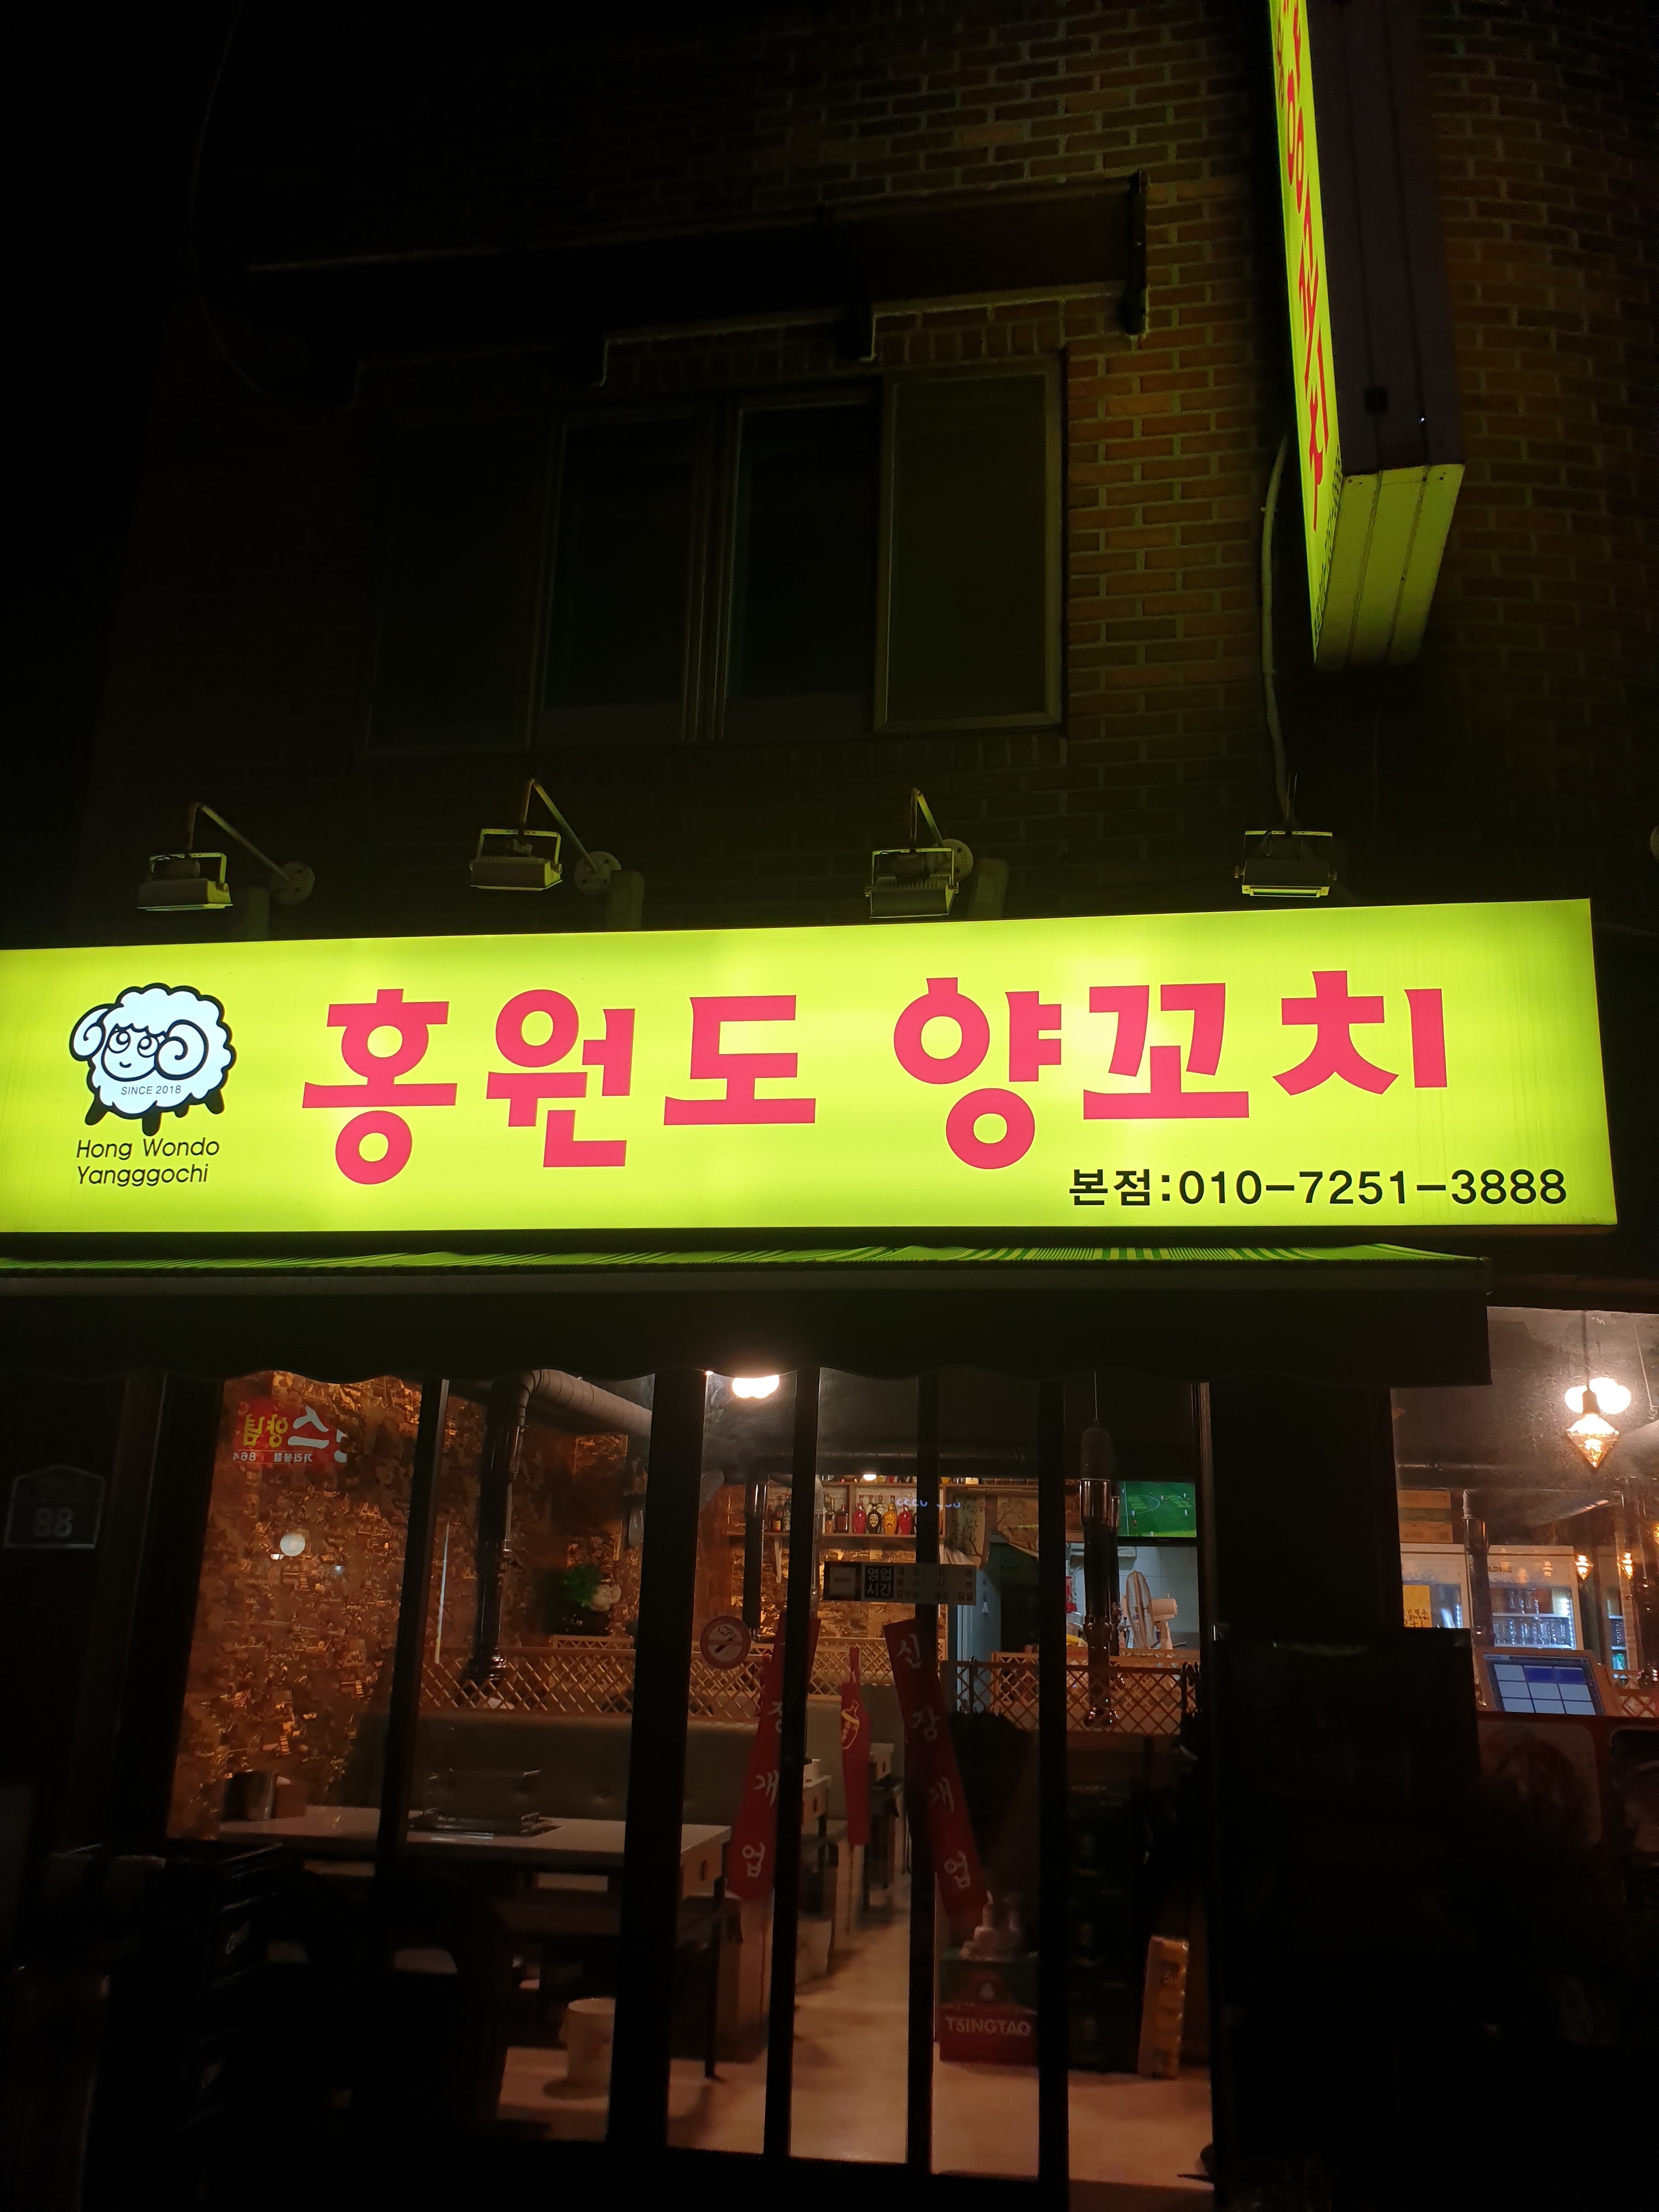 SINCE 2018
Hong Wondo
Yangggochi
홍원도 양꼬치
본점:010-7251-3888
88
영업
시간
신장개업
장개업
TSINGTAO